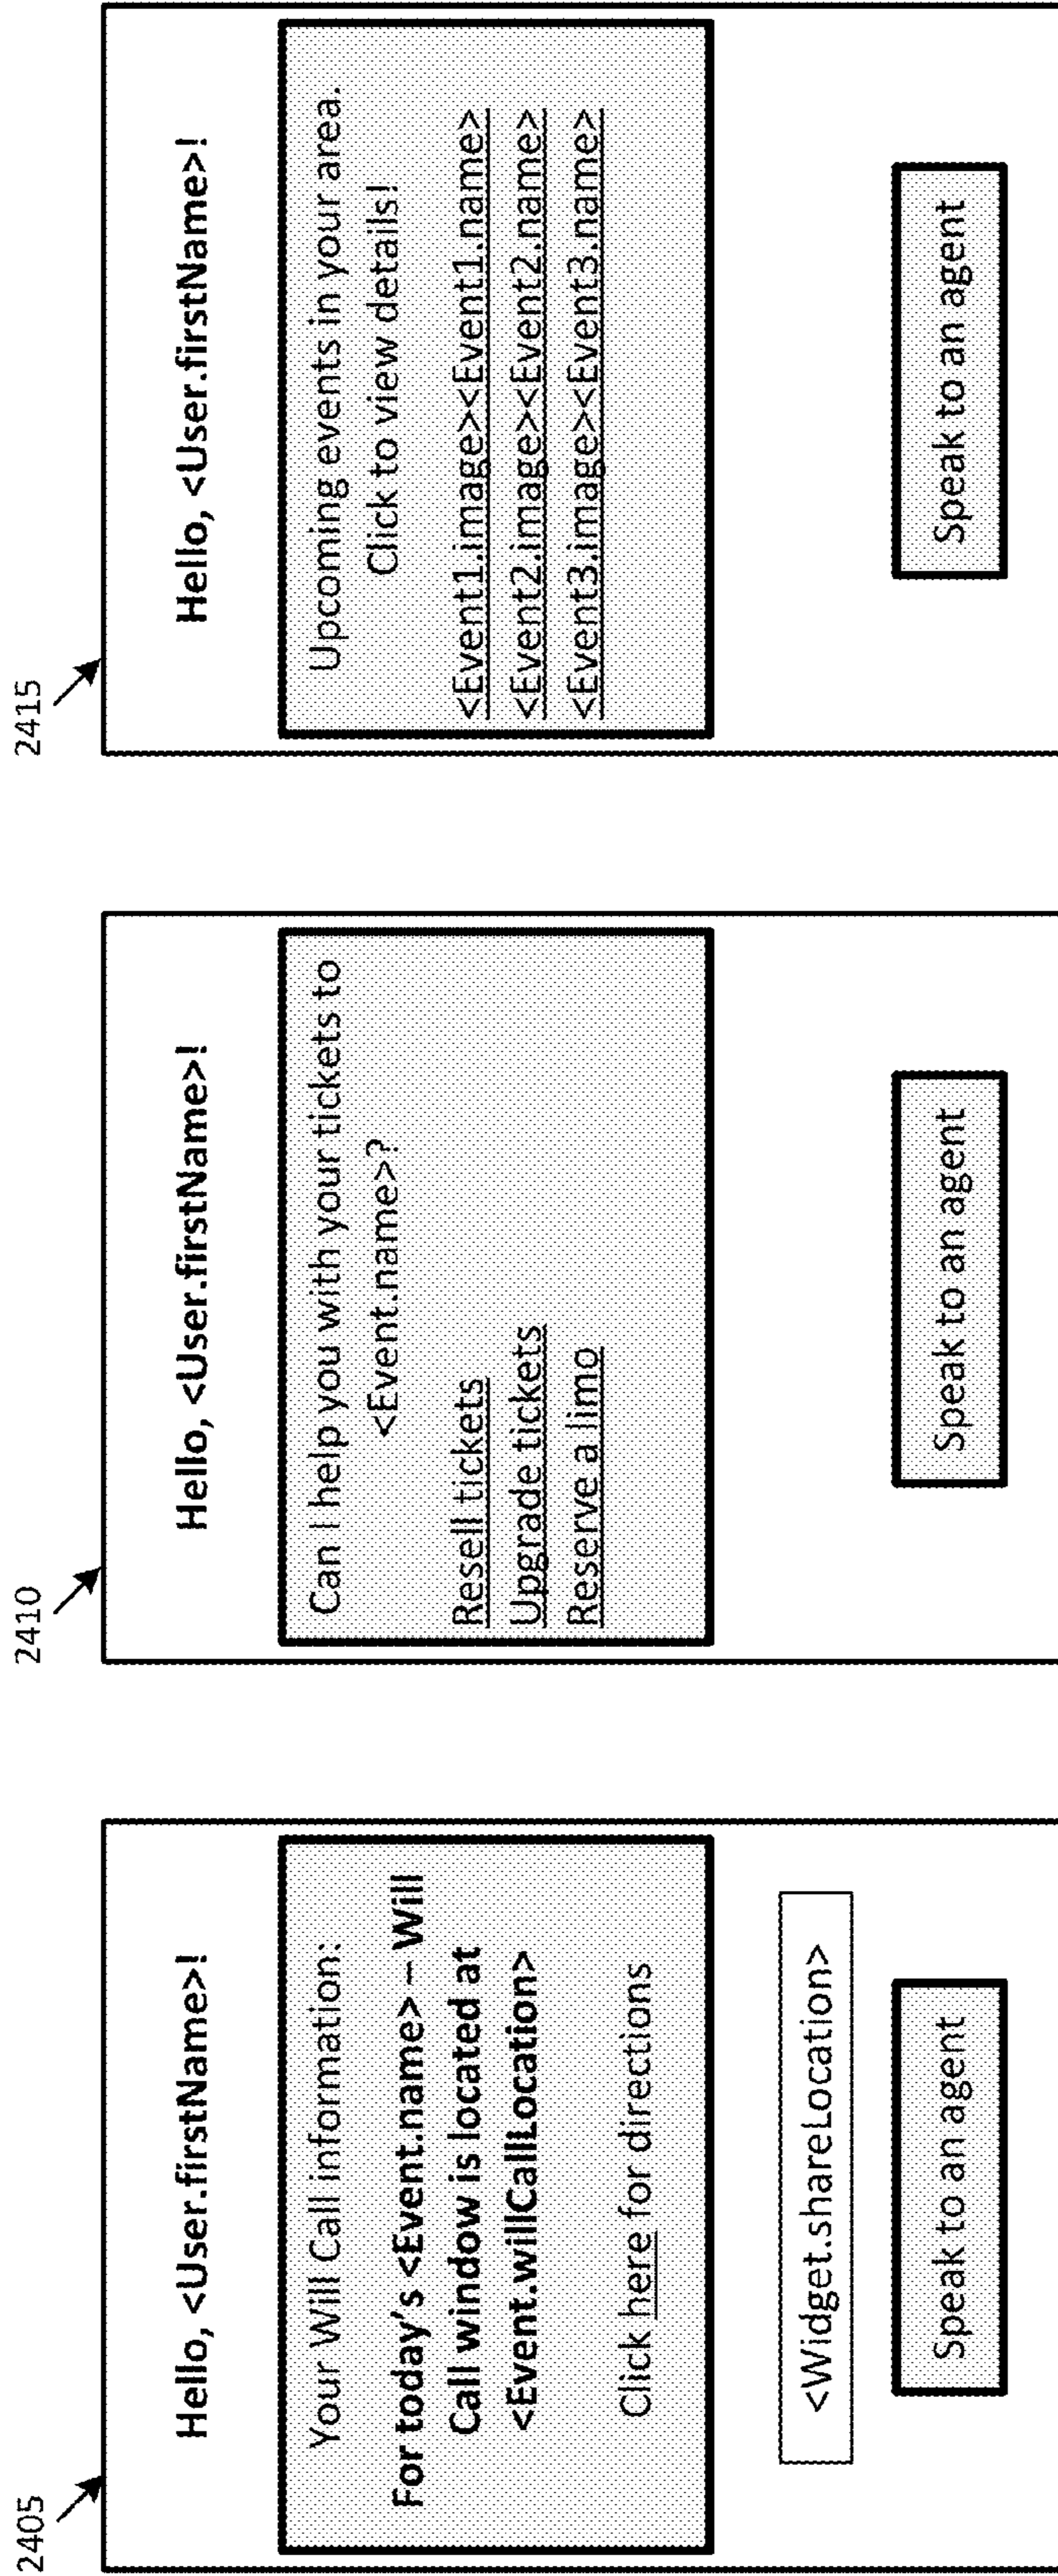 2405
Hello, <User.firstName>!
Your Will Call information:
For today's <Event.name> – Will
Call window is located at
<Event.willCallLocation>
Click here for directions
<Widget.shareLocation>
Speak to an agent
2410
Hello, <User.firstName>!
Can I help you with your tickets to
<Event.name>?
Resell tickets
Upgrade tickets
Reserve a limo
Speak to an agent
2415
Hello, <User.firstName>!
Upcoming events in your area.
Click to view details!
<Event1.image><Event1.name>
<Event2.image><Event2.name>
<Event3.image><Event3.name>
Speak to an agent